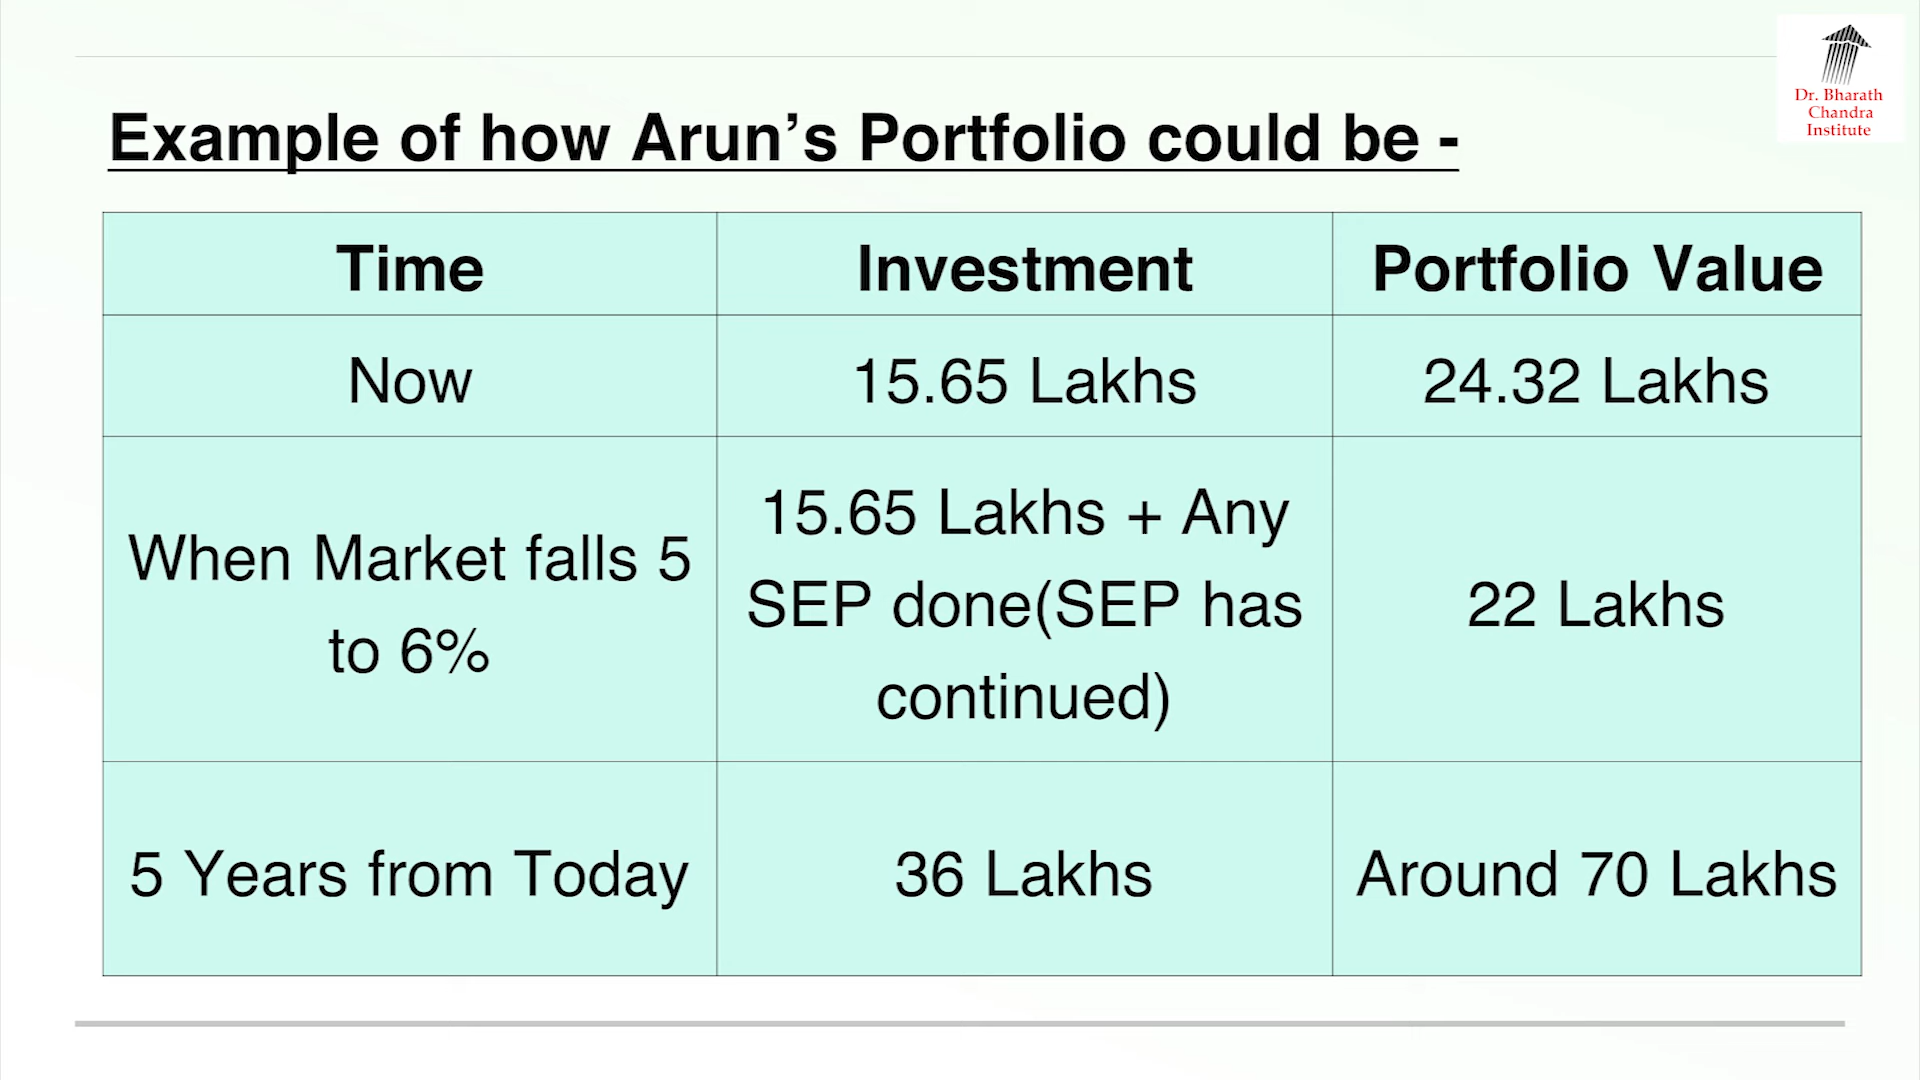 Dr. Bharath
Chandra
Institute
Example of how Arun’s Portfolio could be -
Time
Investment
Portfolio Value
Now
15.65 Lakhs
24.32 Lakhs
When Market falls 5
to 6%
15.65 Lakhs + Any
SEP done(SEP has
continued)
22 Lakhs
5 Years from Today
36 Lakhs
Around 70 Lakhs